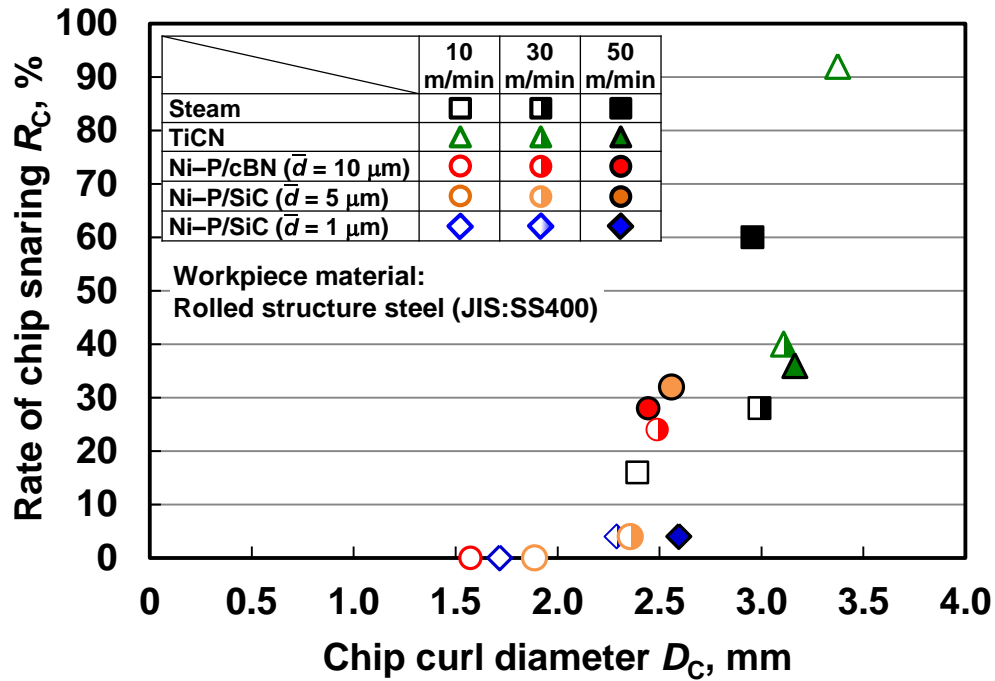 100
90
80
70
60
50
40
30
20
10
0
Rate of chip snaring R_C, %
10 30 50
m/min m/min m/min
Steam
TiCN
Ni–P/cBN (d̅ = 10 μm)
Ni–P/SiC (d̅ = 5 μm)
Ni–P/SiC (d̅ = 1 μm)
Workpiece material:
Rolled structure steel (JIS:SS400)
0 0.5 1.0 1.5 2.0 2.5 3.0 3.5 4.0
Chip curl diameter D_C, mm